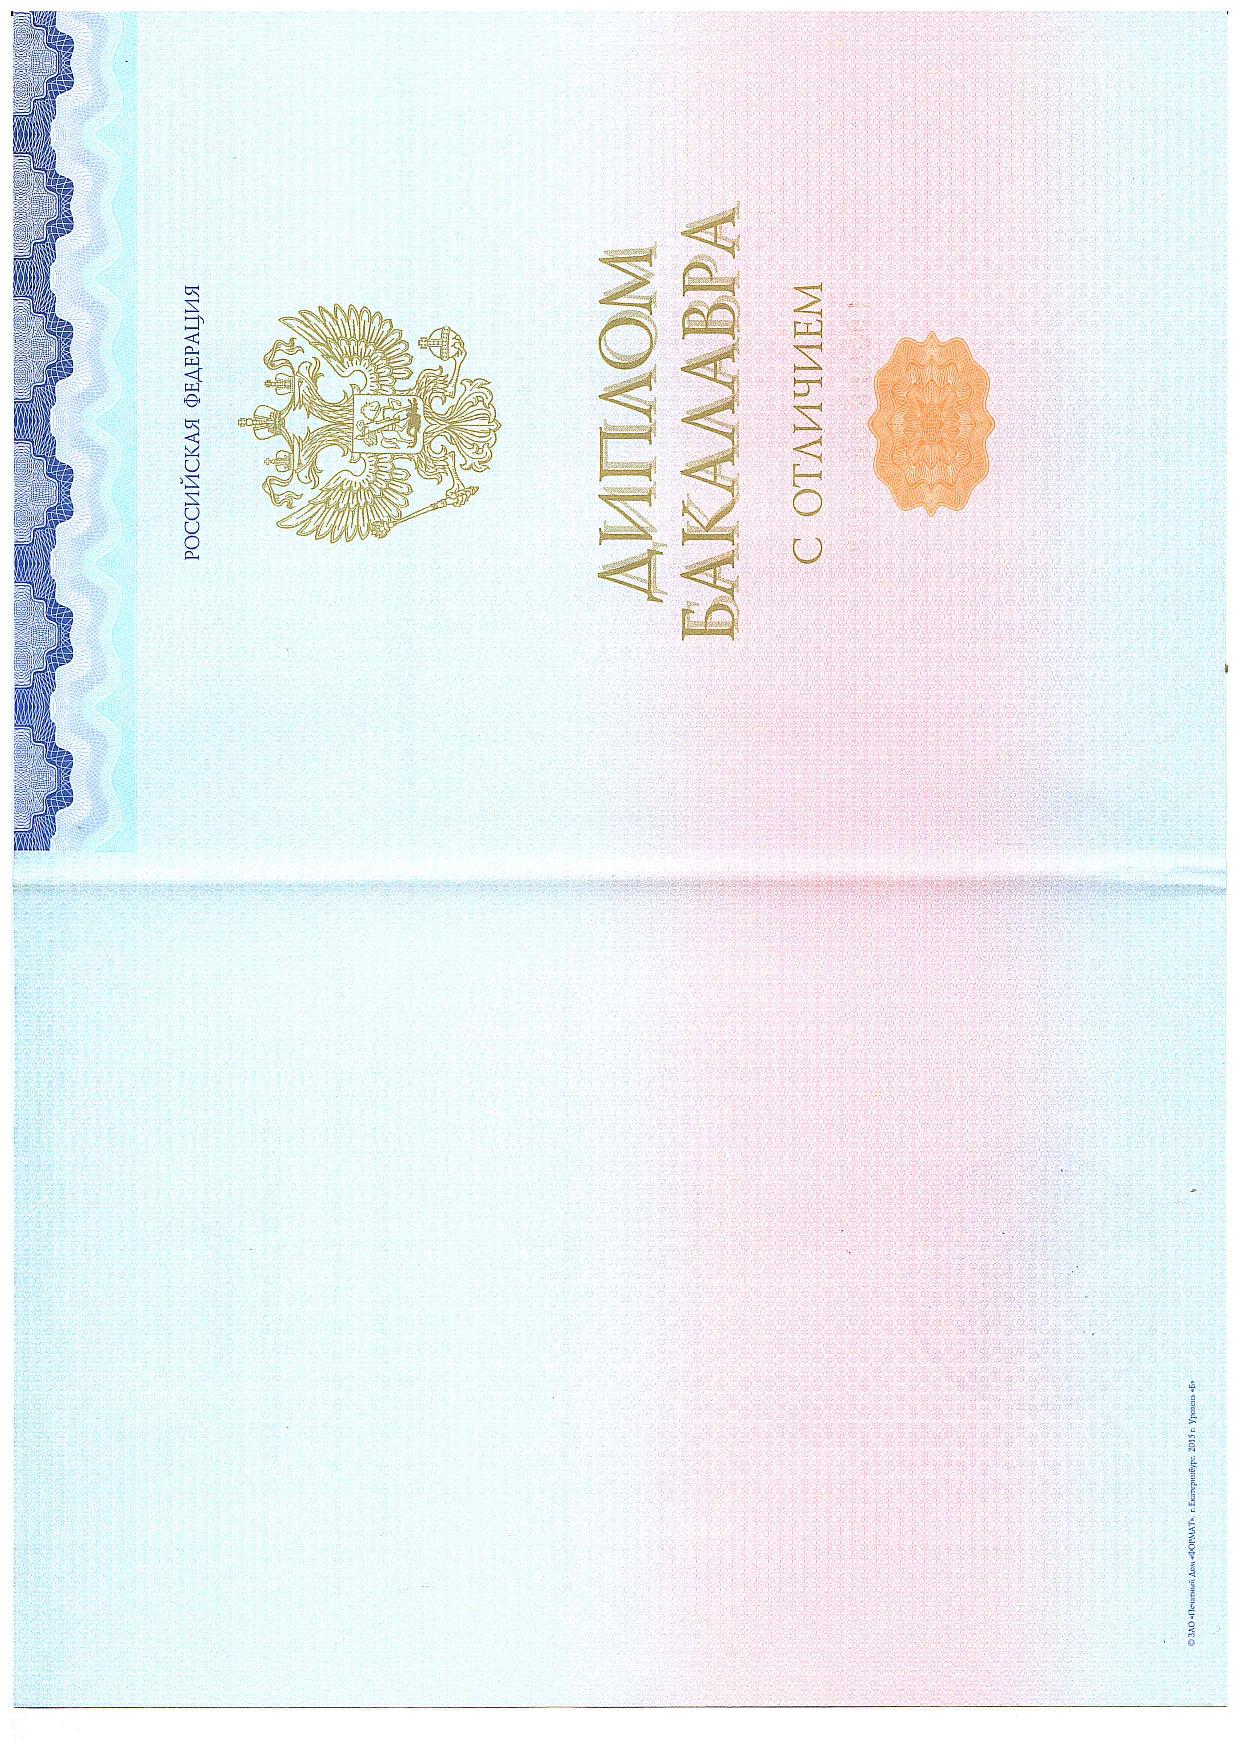 РОССИЙСКАЯ ФЕДЕРАЦИЯ
ДИПЛОМ
БАКАЛАВРА
С ОТЛИЧИЕМ
© ЗАО «Печатный Дом «ФОРМАТ», г. Екатеринбург. 2015 г. Уровень «Б»